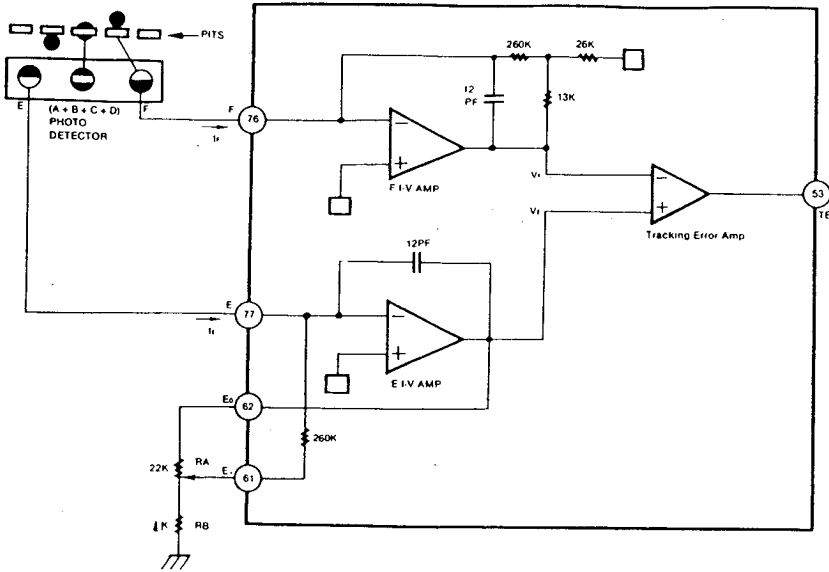 PITS
E
(A + B + C + D)
PHOTO
DETECTOR
F
F
76
260K
26K
12
PF
13K
F I-V AMP
53
TE
Tracking Error Amp
12PF
E
77
E I-V AMP
62
260K
22K
RA
61
RB